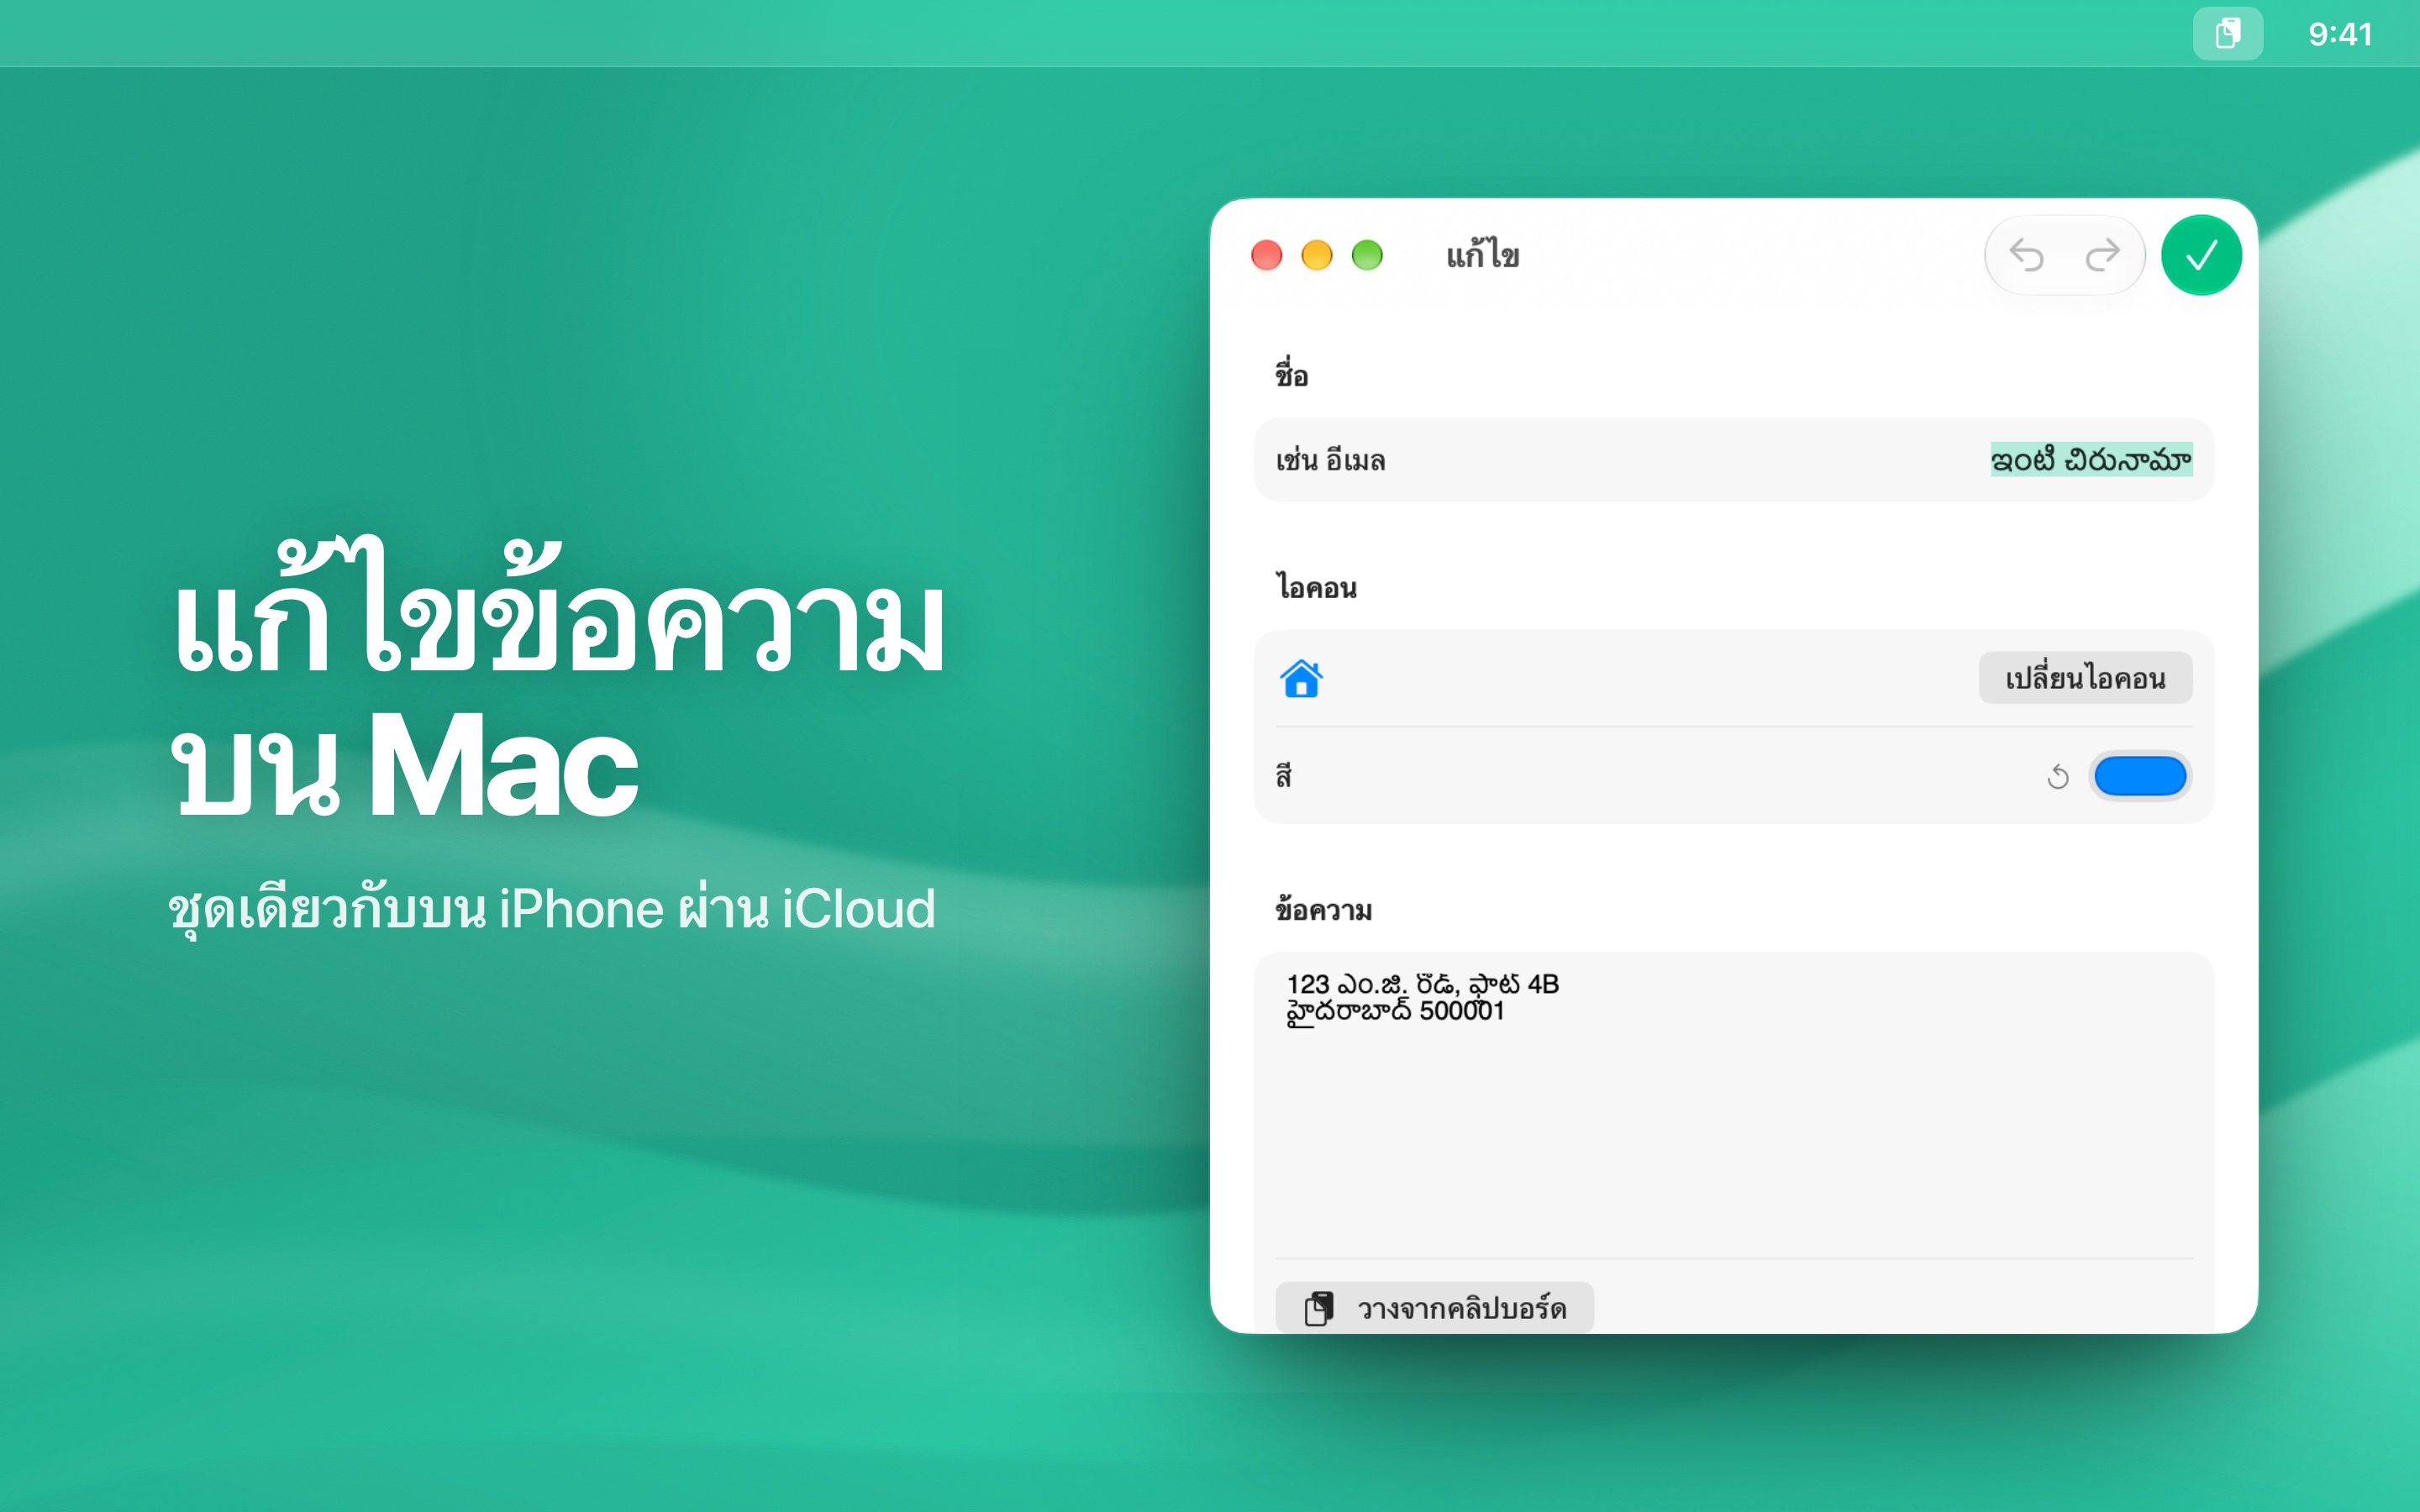 9:41
แก้ไขข้อความ
บน Mac
ชุดเดียวกับบน iPhone ผ่าน iCloud
แก้ไข
ชื่อ
เช่น อีเมล
ఇంటి చిరునామా
ไอคอน
เปลี่ยนไอคอน
สี
ข้อความ
123 ఎం.జి. రోడ్, ఫ్లాట్ 4B
హైదరాబాద్ 500001
วางจากคลิปบอร์ด